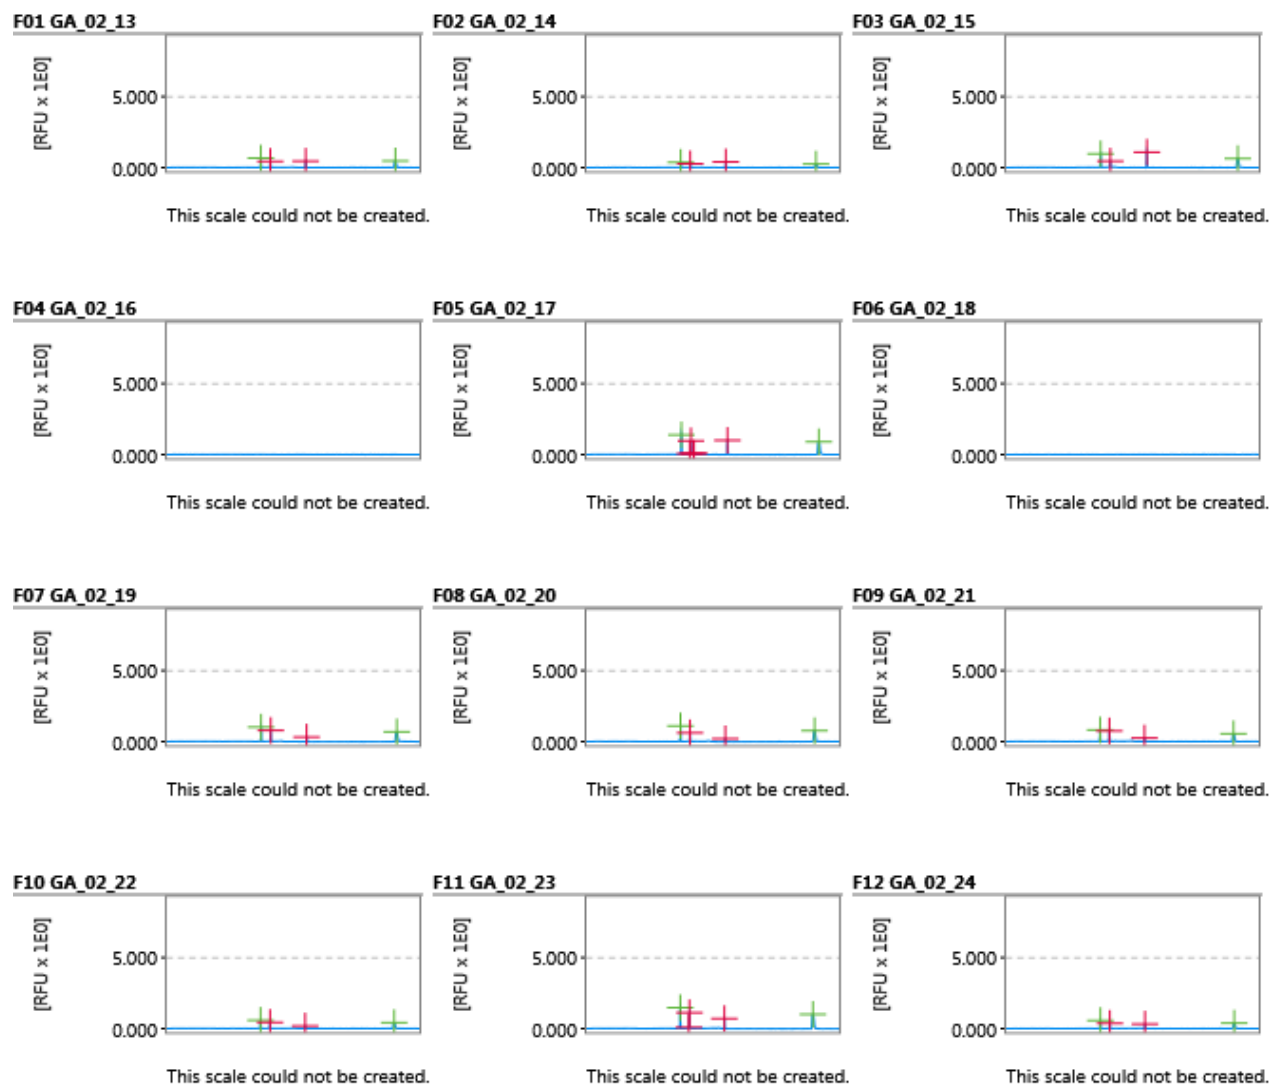 F01 GA_02_13 F02 GA_02_14 F03 GA_02_15
[RFU x 1E0] [RFU x 1E0] [RFU x 1E0]
5.000 5.000 5.000
0.000 0.000 0.000
This scale could not be created. This scale could not be created. This scale could not be created.
F04 GA_02_16 F05 GA_02_17 F06 GA_02_18
[RFU x 1E0] [RFU x 1E0] [RFU x 1E0]
5.000 5.000 5.000
0.000 0.000 0.000
This scale could not be created. This scale could not be created. This scale could not be created.
F07 GA_02_19 F08 GA_02_20 F09 GA_02_21
[RFU x 1E0] [RFU x 1E0] [RFU x 1E0]
5.000 5.000 5.000
0.000 0.000 0.000
This scale could not be created. This scale could not be created. This scale could not be created.
F10 GA_02_22 F11 GA_02_23 F12 GA_02_24
[RFU x 1E0] [RFU x 1E0] [RFU x 1E0]
5.000 5.000 5.000
0.000 0.000 0.000
This scale could not be created. This scale could not be created. This scale could not be created.